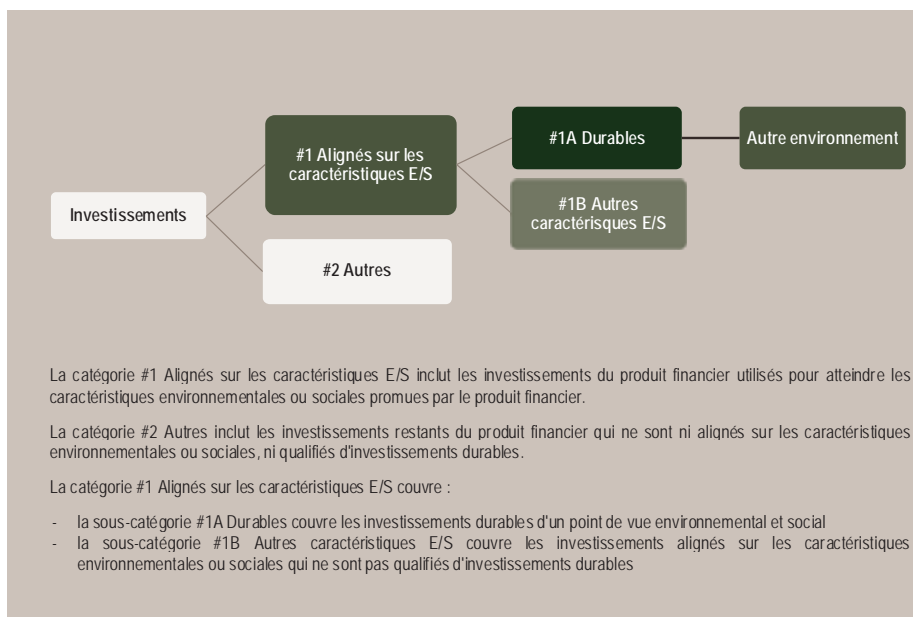 #1 Alignés sur les
caractéristiques E/S
#1A Durables
Autre environnement
Investissements
#1B Autres
caractérisques E/S
#2 Autres
La catégorie #1 Alignés sur les caractéristiques E/S inclut les investissements du produit financier utilisés pour atteindre les
caractéristiques environnementales ou sociales promues par le produit financier.
La catégorie #2 Autres inclut les investissements restants du produit financier qui ne sont ni alignés sur les caractéristiques
environnementales ou sociales, ni qualifiés d'investissements durables.
La catégorie #1 Alignés sur les caractéristiques E/S couvre :
- la sous-catégorie #1A Durables couvre les investissements durables d'un point de vue environnemental et social
- la sous-catégorie #1B Autres caractéristiques E/S couvre les investissements alignés sur les caractéristiques
environnementales ou sociales qui ne sont pas qualifiés d'investissements durables